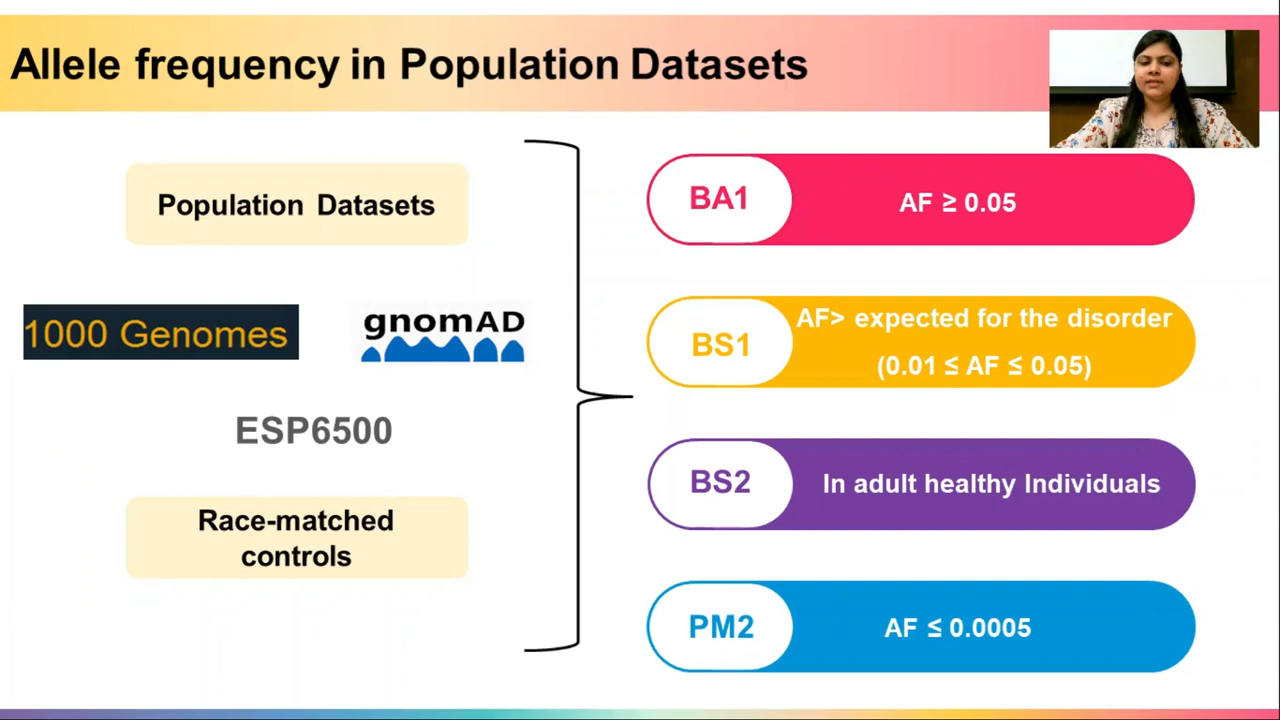 Allele frequency in Population Datasets
Population Datasets
1000 Genomes
gnomAD
ESP6500
Race-matched
controls
BA1
AF ≥ 0.05
BS1
AF> expected for the disorder
(0.01 ≤ AF ≤ 0.05)
BS2
In adult healthy Individuals
PM2
AF ≤ 0.0005